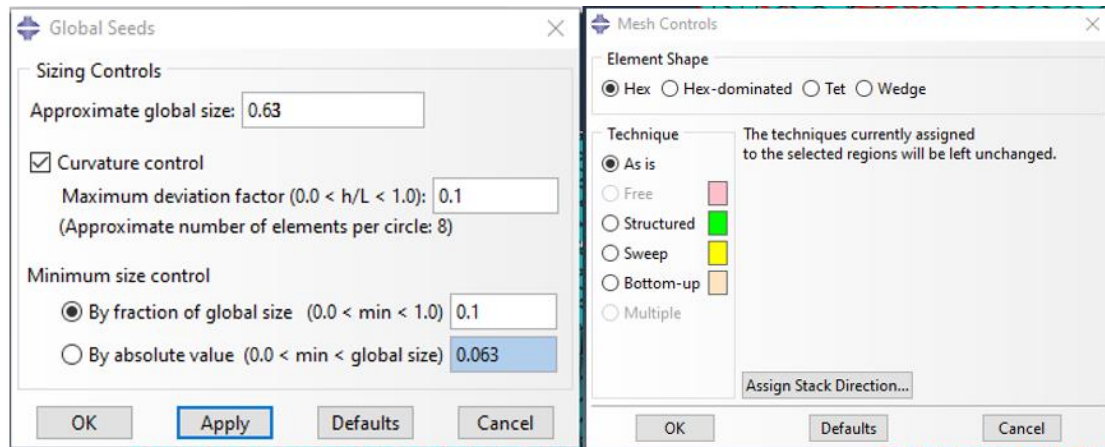 Global Seeds
Sizing Controls
Approximate global size: 0.63
Curvature control
Maximum deviation factor (0.0 < h/L < 1.0): 0.1
(Approximate number of elements per circle: 8)
Minimum size control
By fraction of global size (0.0 < min < 1.0) 0.1
By absolute value (0.0 < min < global size) 0.063
OK Apply Defaults Cancel
Mesh Controls
Element Shape
Hex Hex-dominated Tet Wedge
Technique
As is
Free
Structured
Sweep
Bottom-up
Multiple
The techniques currently assigned
to the selected regions will be left unchanged.
Assign Stack Direction...
OK Defaults Cancel